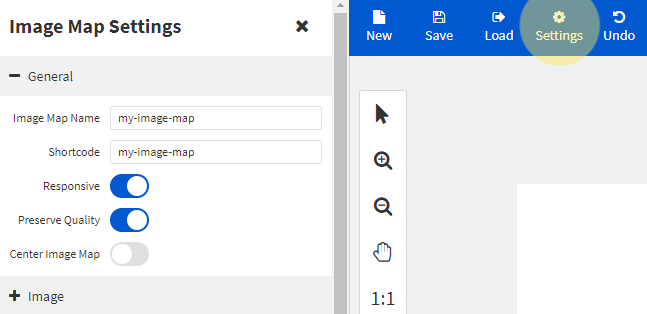 Image Map Settings
New
Save
Load
Settings
Undo
General
Image Map Name
my-image-map
Shortcode
my-image-map
Responsive
Preserve Quality
Center Image Map
Image
1:1